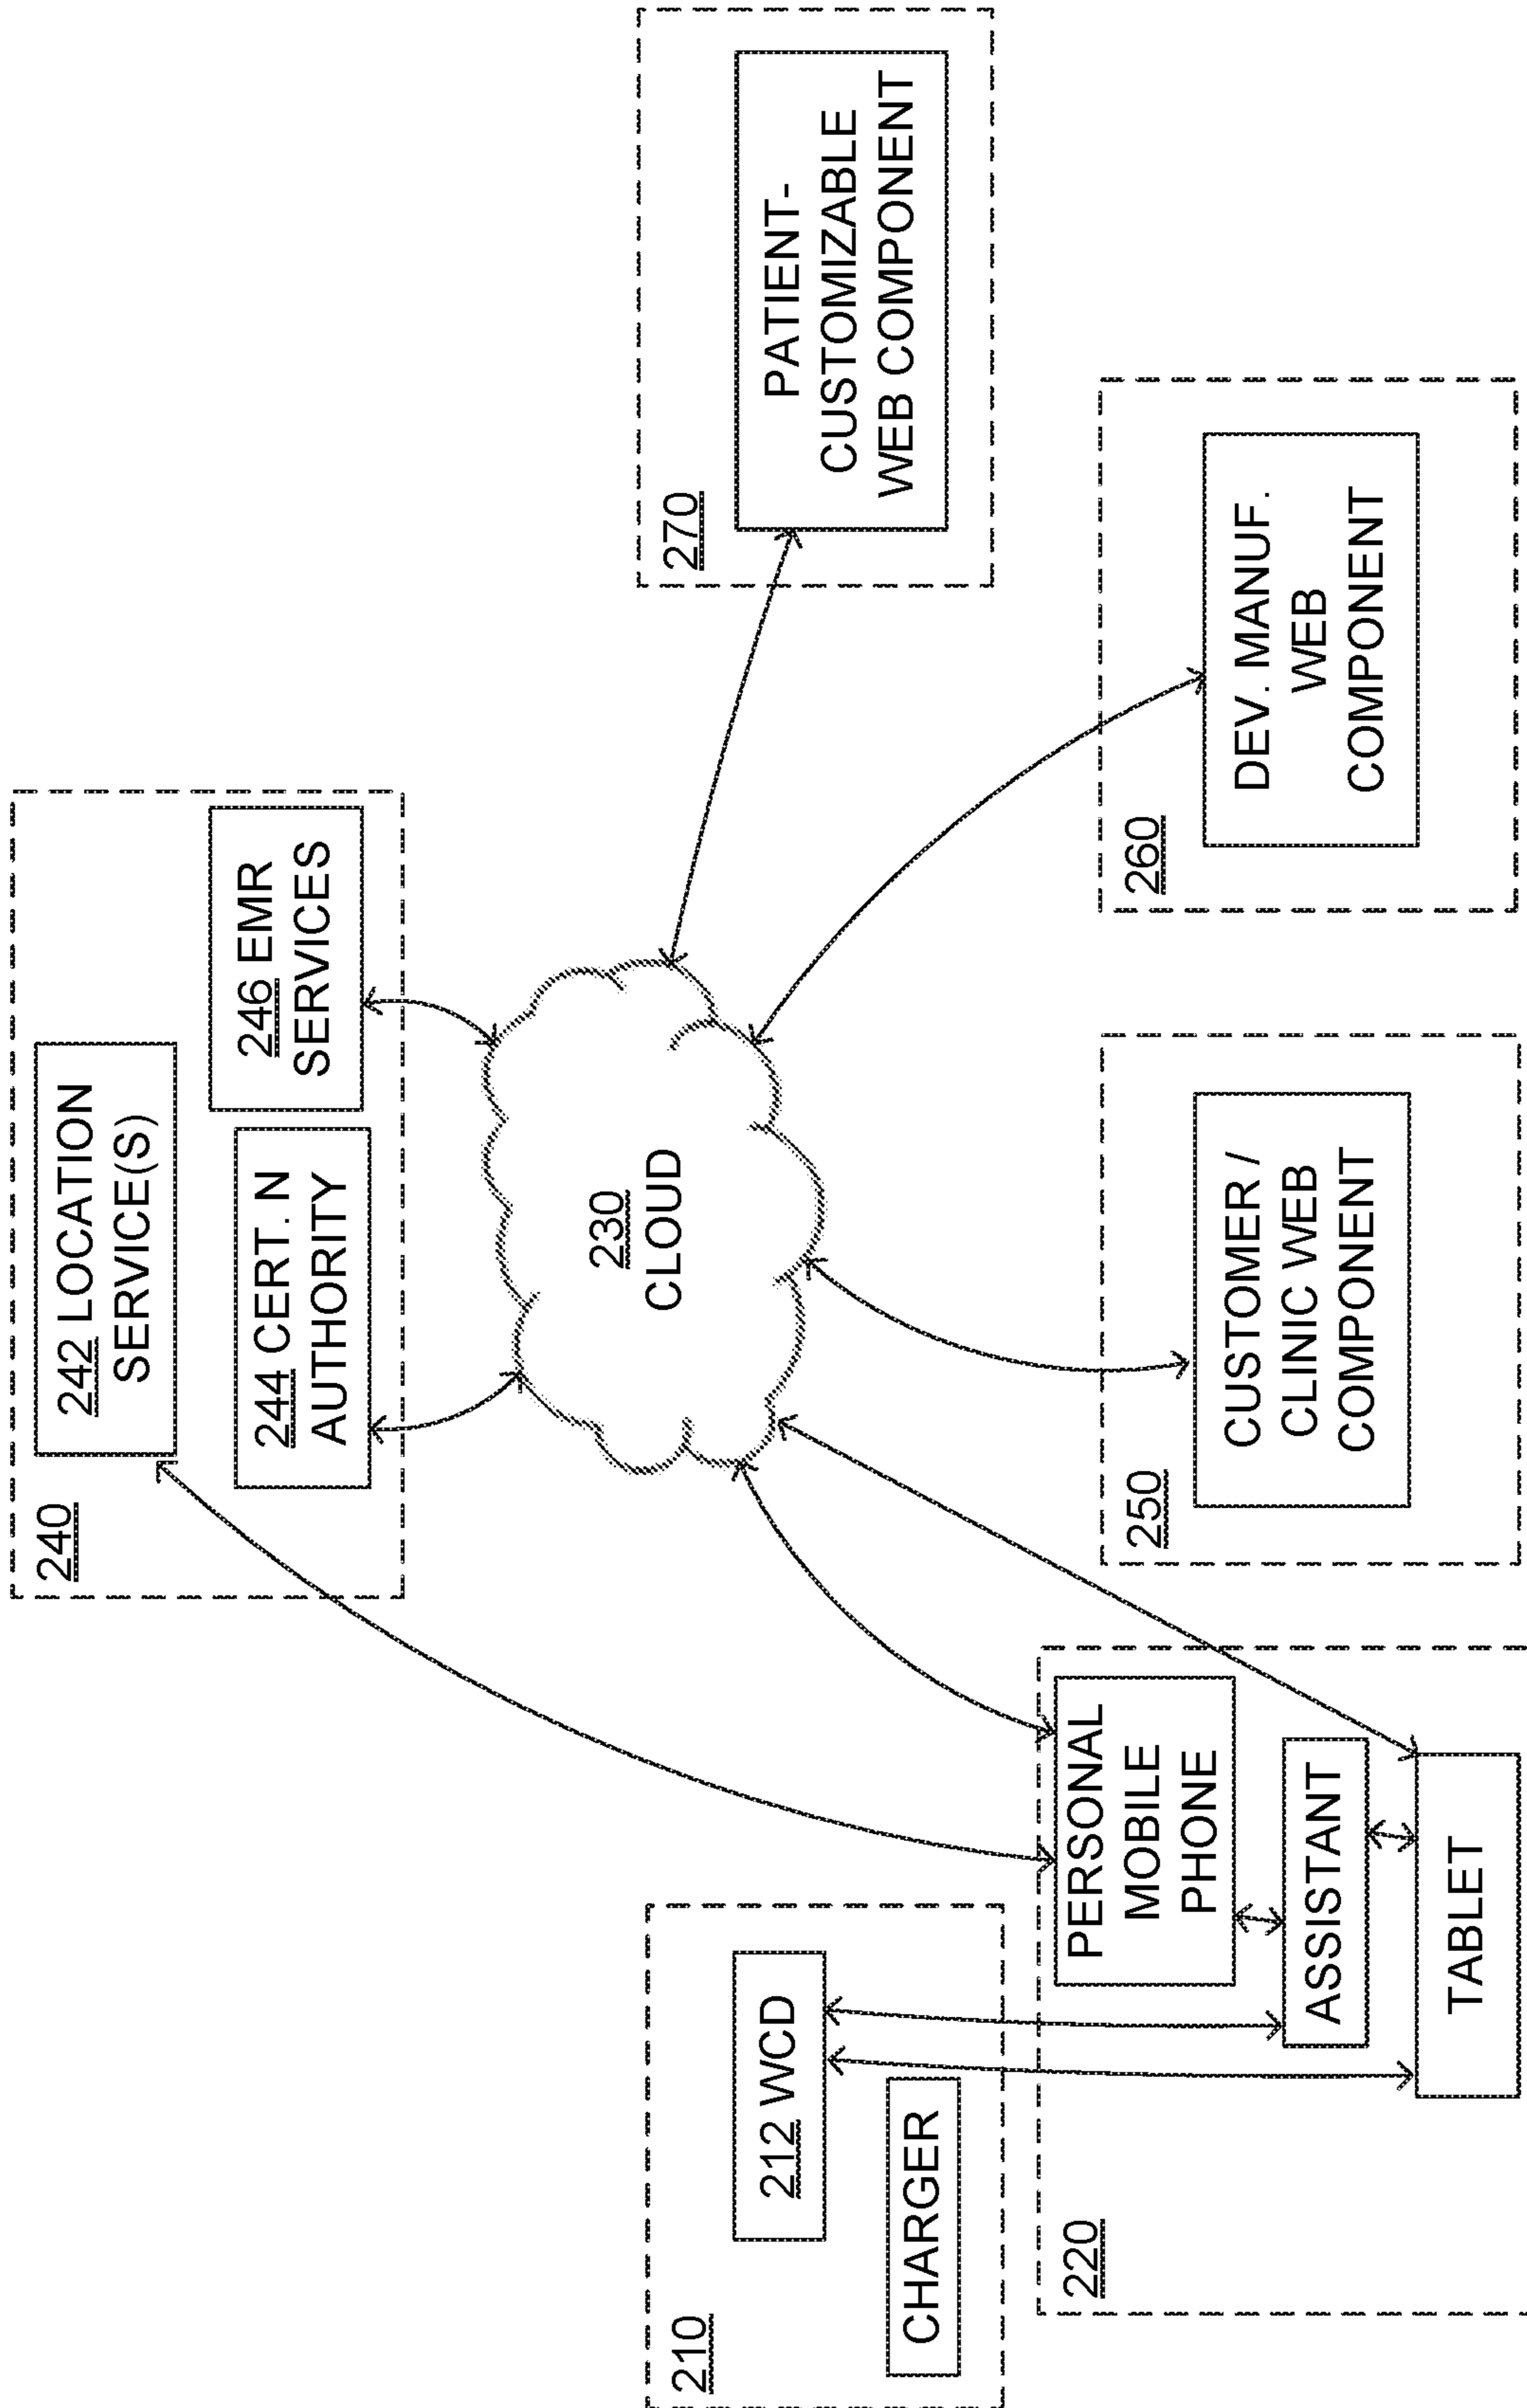 240
242 LOCATION
SERVICE(S)
244 CERT. N
AUTHORITY
246 EMR
SERVICES
210
212 WCD
CHARGER
230
CLOUD
270
PATIENT-
CUSTOMIZABLE
WEB COMPONENT
220
PERSONAL
MOBILE
PHONE
ASSISTANT
TABLET
250
CUSTOMER /
CLINIC WEB
COMPONENT
260
DEV. MANUF.
WEB
COMPONENT